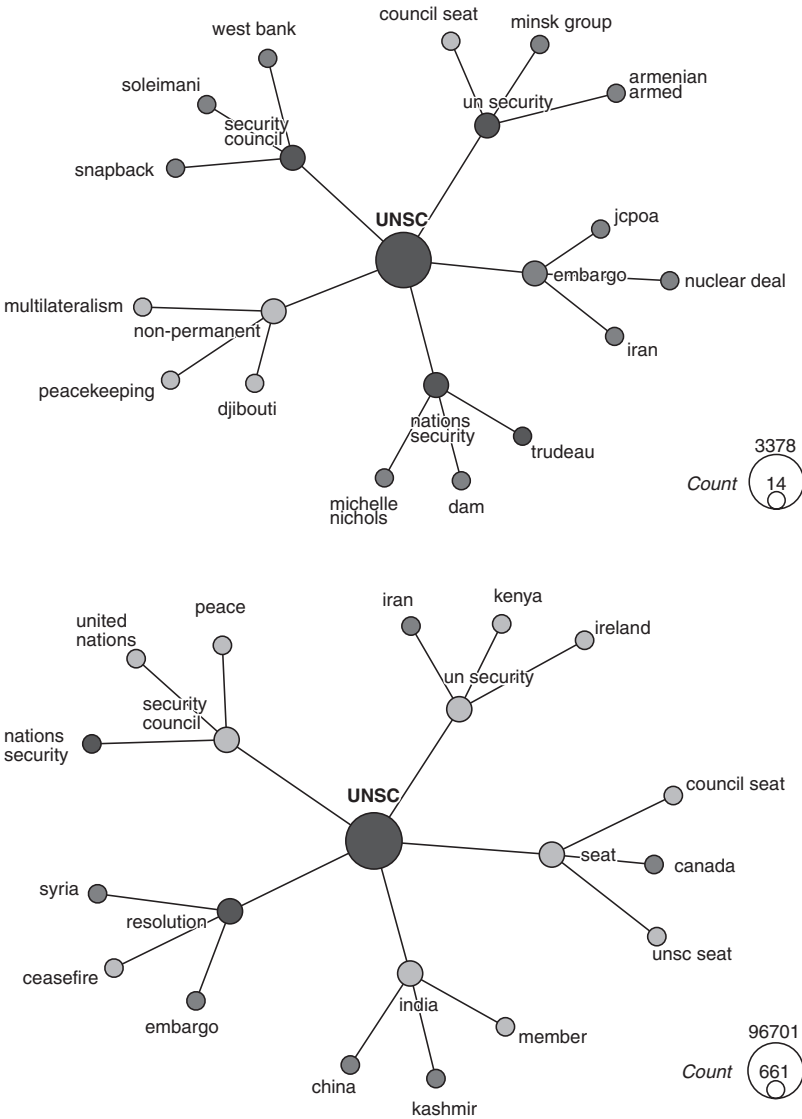 council seat
minsk group
west bank
soleimani
armenian
armed
un security
security
council
snapback
UNSC
jcpoa
embargo
nuclear deal
multilateralism
non-permanent
iran
peacekeeping
djibouti
nations
security
trudeau
3378
Count
14
michelle
nichols
dam
iran
kenya
united
nations
peace
ireland
un security
security
council
nations
security
UNSC
council seat
seat
canada
syria
resolution
unsc seat
ceasefire
india
embargo
member
96701
Count
661
china
kashmir